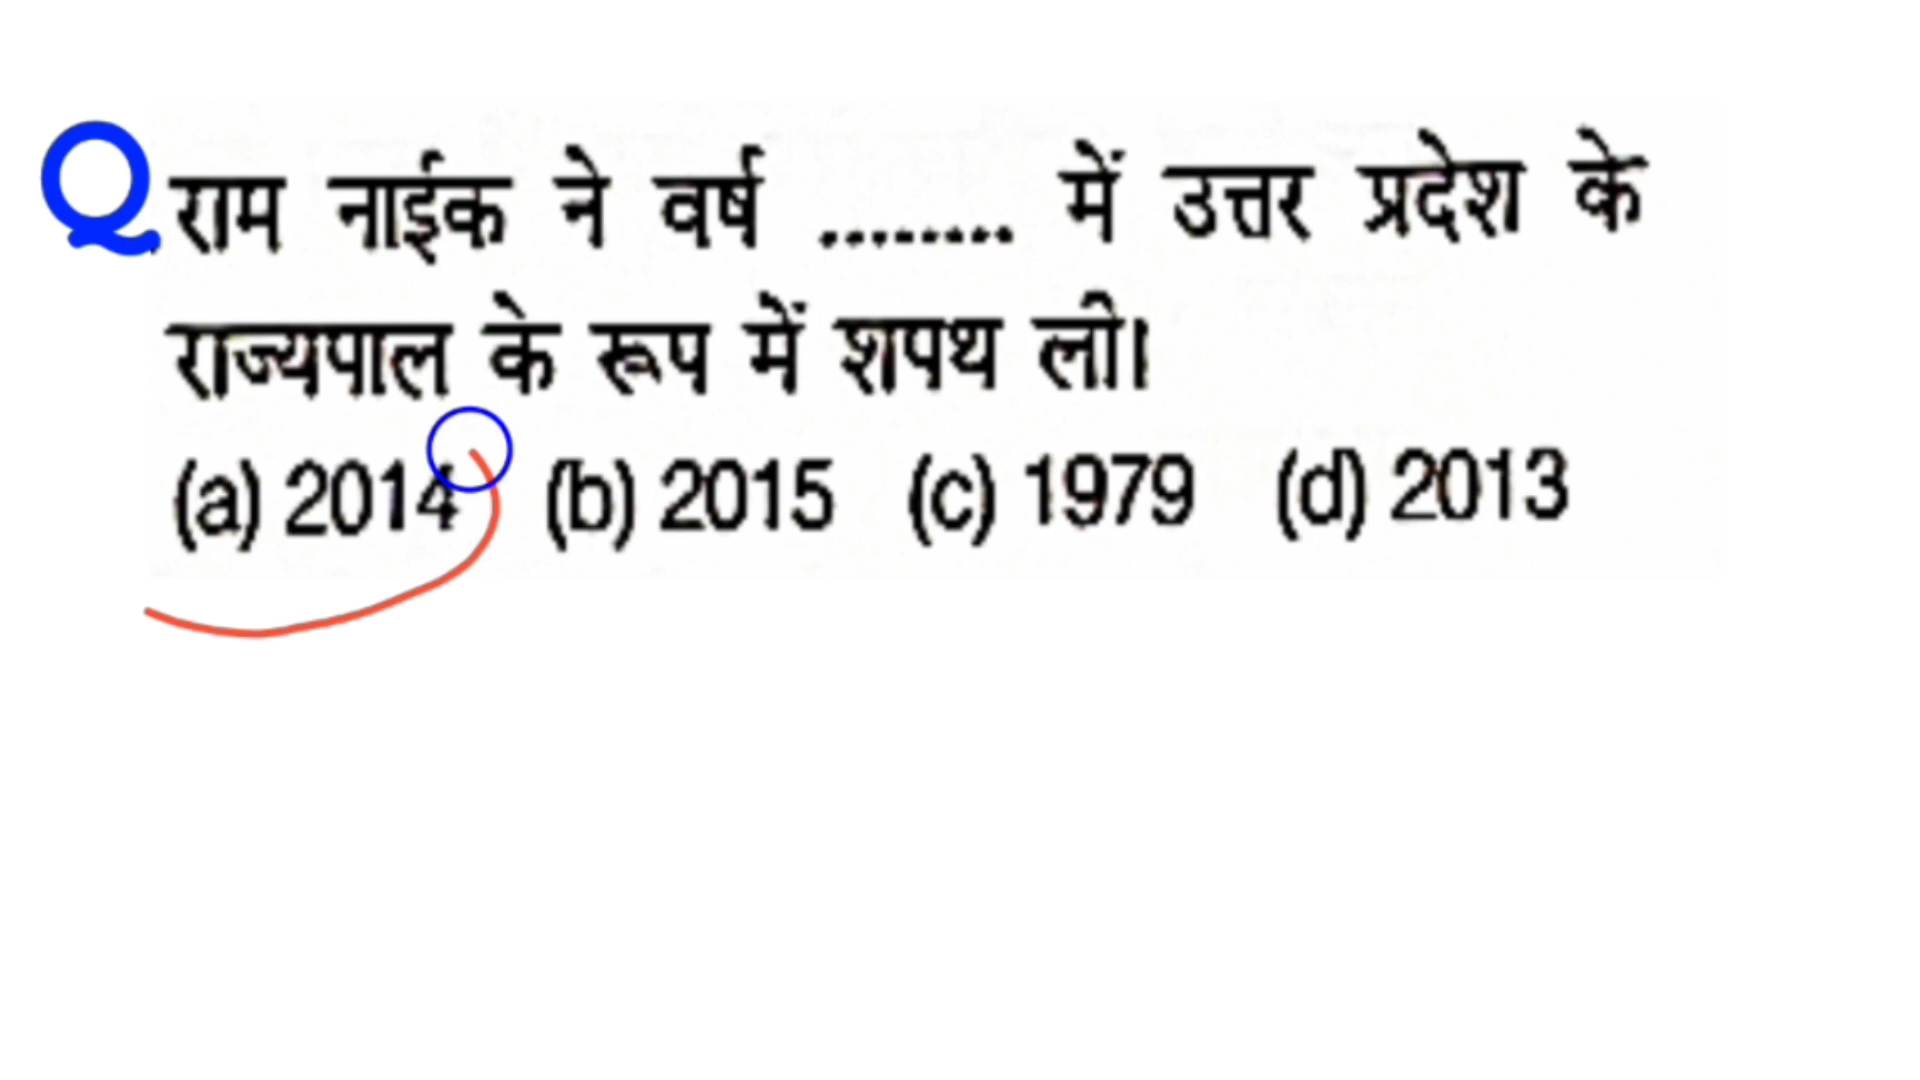 Q राम नाईक ने वर्ष ........ में उत्तर प्रदेश के
राज्यपाल के रूप में शपथ ली।
(a) 2014 (b) 2015 (c) 1979 (d) 2013